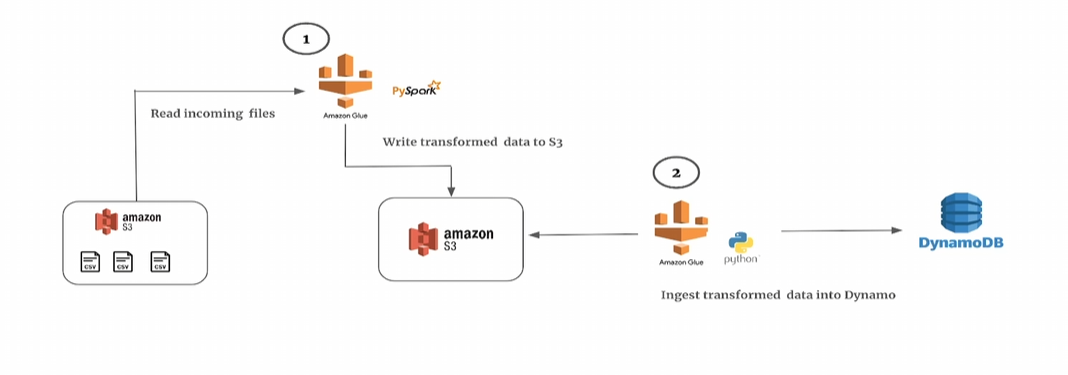 1
PySpark
Read incoming files
Amazon Glue
Write transformed data to S3
2
amazon
S3
CSV
CSV
CSV
amazon
S3
Amazon Glue
python
DynamoDB
Ingest transformed data into Dynamo